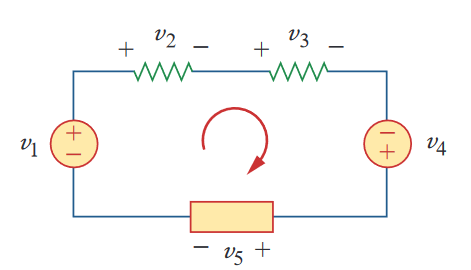 + v2 − + v3 −
v1 + − − + v4
− v5 +